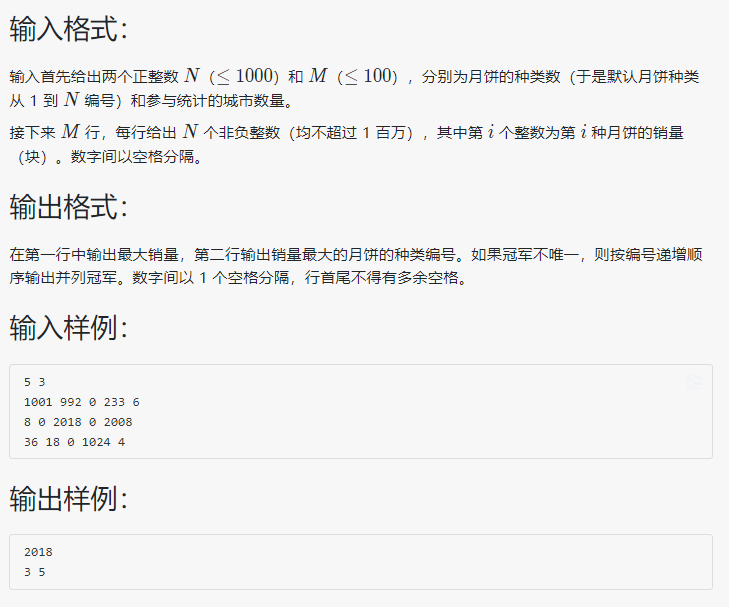 输入格式：
输入首先给出两个正整数 N（≤ 1000）和 M（≤ 100），分别为月饼的种类数（于是默认月饼种类
从 1 到 N 编号）和参与统计的城市数量。
接下来 M 行，每行给出 N 个非负整数（均不超过 1 百万），其中第 i 个整数为第 i 种月饼的销量
（块）。数字间以空格分隔。
输出格式：
在第一行中输出最大销量，第二行输出销量最大的月饼的种类编号。如果冠军不唯一，则按编号递增顺
序输出并列冠军。数字间以 1 个空格分隔，行首尾不得有多余空格。
输入样例：
5 3
1001 992 0 233 6
8 0 2018 0 2008
36 18 0 1024 4
输出样例：
2018
3 5